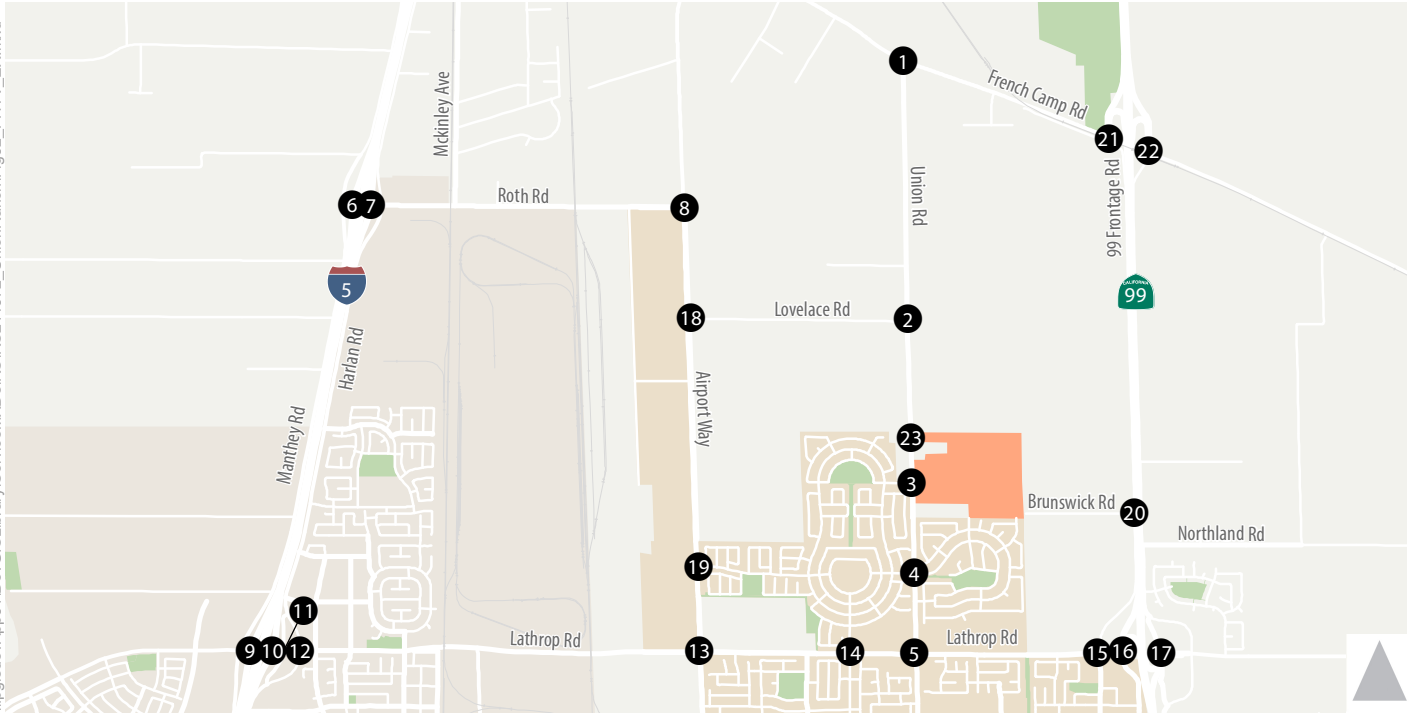 1
French Camp Rd
Mckinley Ave
21
22
Union Rd
99 Frontage Rd
6 7
Roth Rd
8
5
CALIFORNIA
99
18
Lovelace Rd
2
Harlan Rd
Airport Way
Manthey Rd
23
3
Brunswick Rd
20
Northland Rd
19
4
11
9 10 12
Lathrop Rd
13
14
5
Lathrop Rd
15 16 17